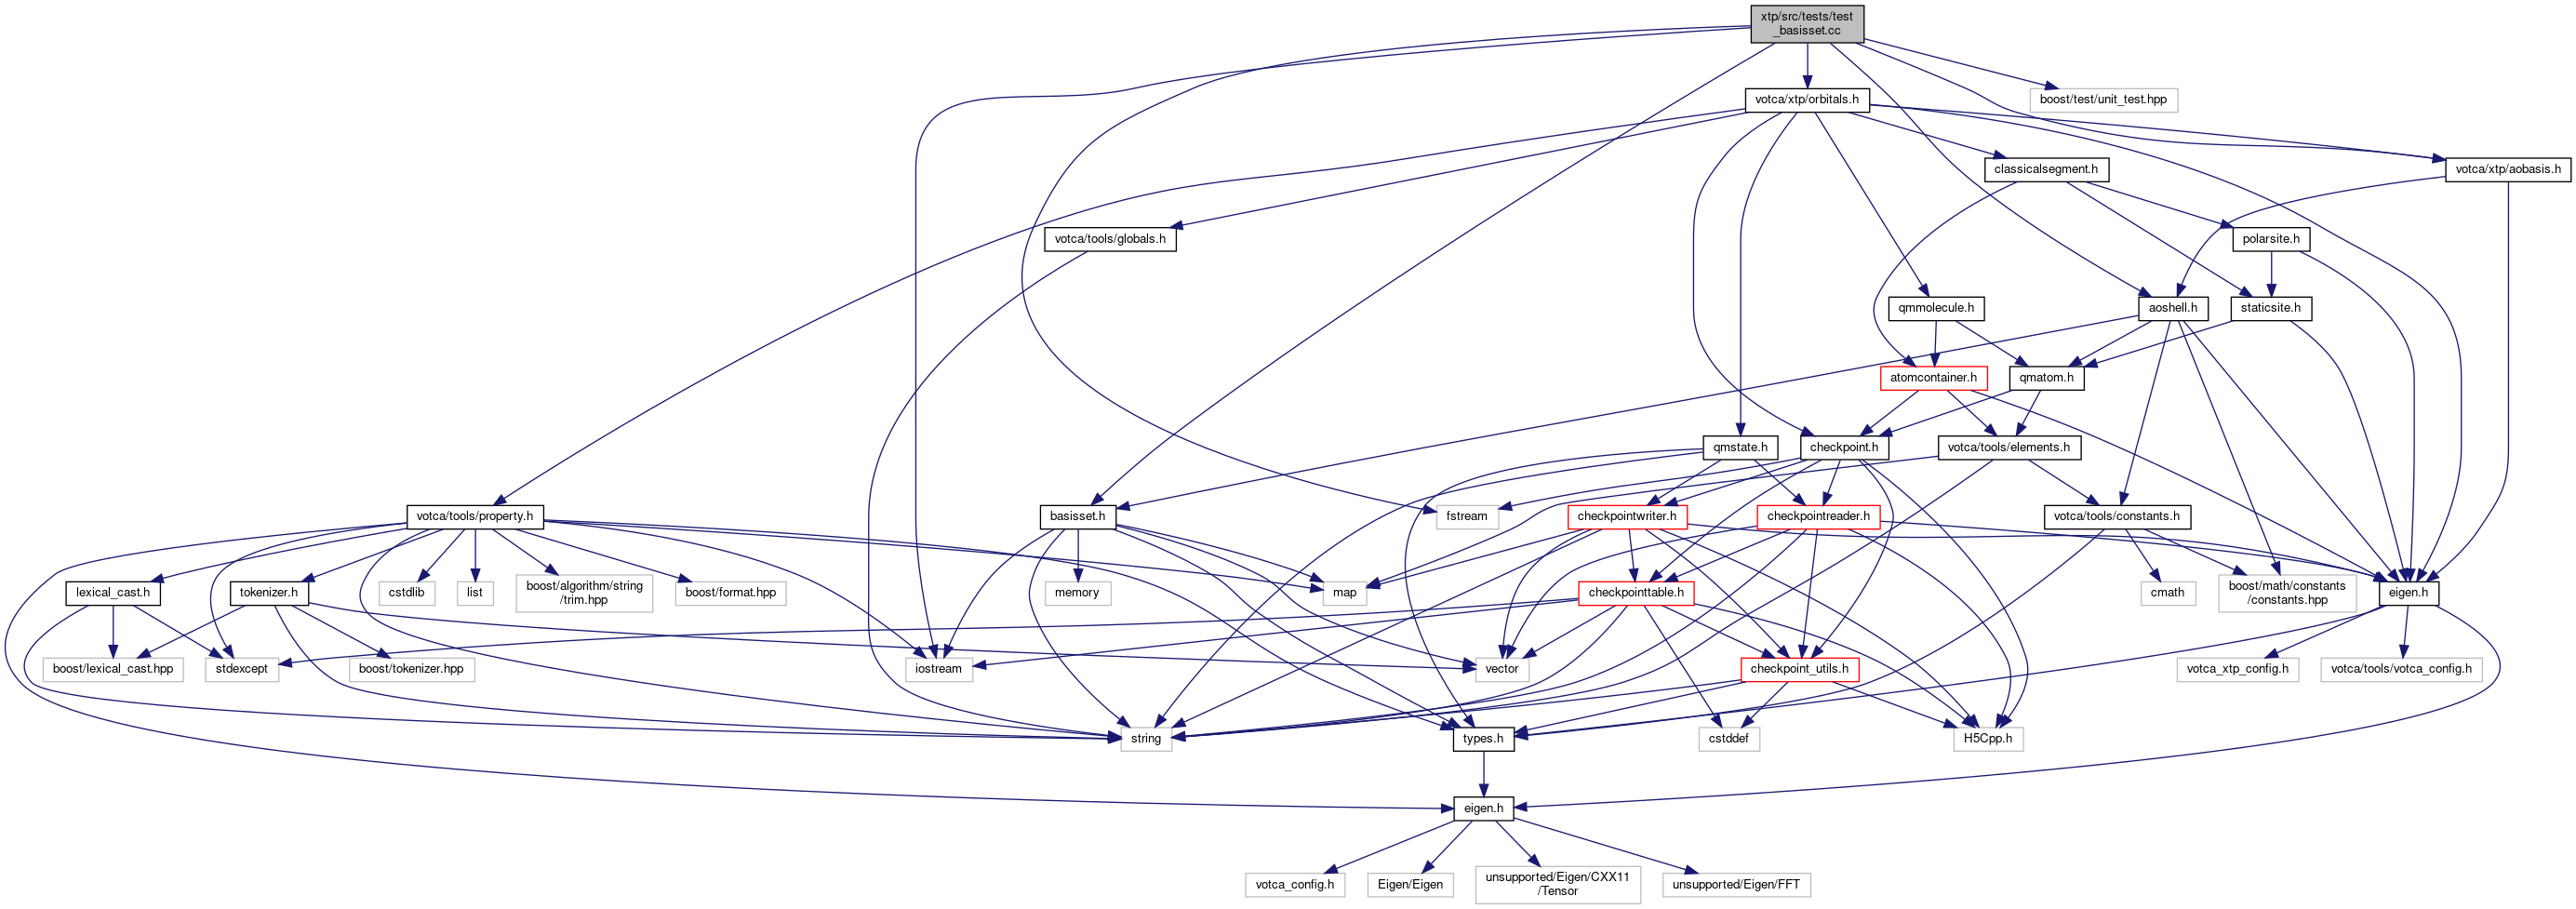 xtp/src/tests/test
_basisset.cc
votca/xtp/orbitals.h
boost/test/unit_test.hpp
classicalsegment.h
votca/xtp/aobasis.h
votca/tools/globals.h
polarsite.h
qmmolecule.h
aoshell.h
staticsite.h
atomcontainer.h
qmatom.h
qmstate.h
checkpoint.h
votca/tools/elements.h
votca/tools/property.h
basisset.h
fstream
checkpointwriter.h
checkpointreader.h
votca/tools/constants.h
lexical_cast.h
tokenizer.h
cstdlib
list
boost/algorithm/string
/trim.hpp
boost/format.hpp
memory
map
checkpointtable.h
cmath
boost/math/constants
/constants.hpp
eigen.h
boost/lexical_cast.hpp
stdexcept
boost/tokenizer.hpp
iostream
vector
checkpoint_utils.h
votca_xtp_config.h
votca/tools/votca_config.h
string
types.h
cstddef
H5Cpp.h
eigen.h
votca_config.h
Eigen/Eigen
unsupported/Eigen/CXX11
/Tensor
unsupported/Eigen/FFT